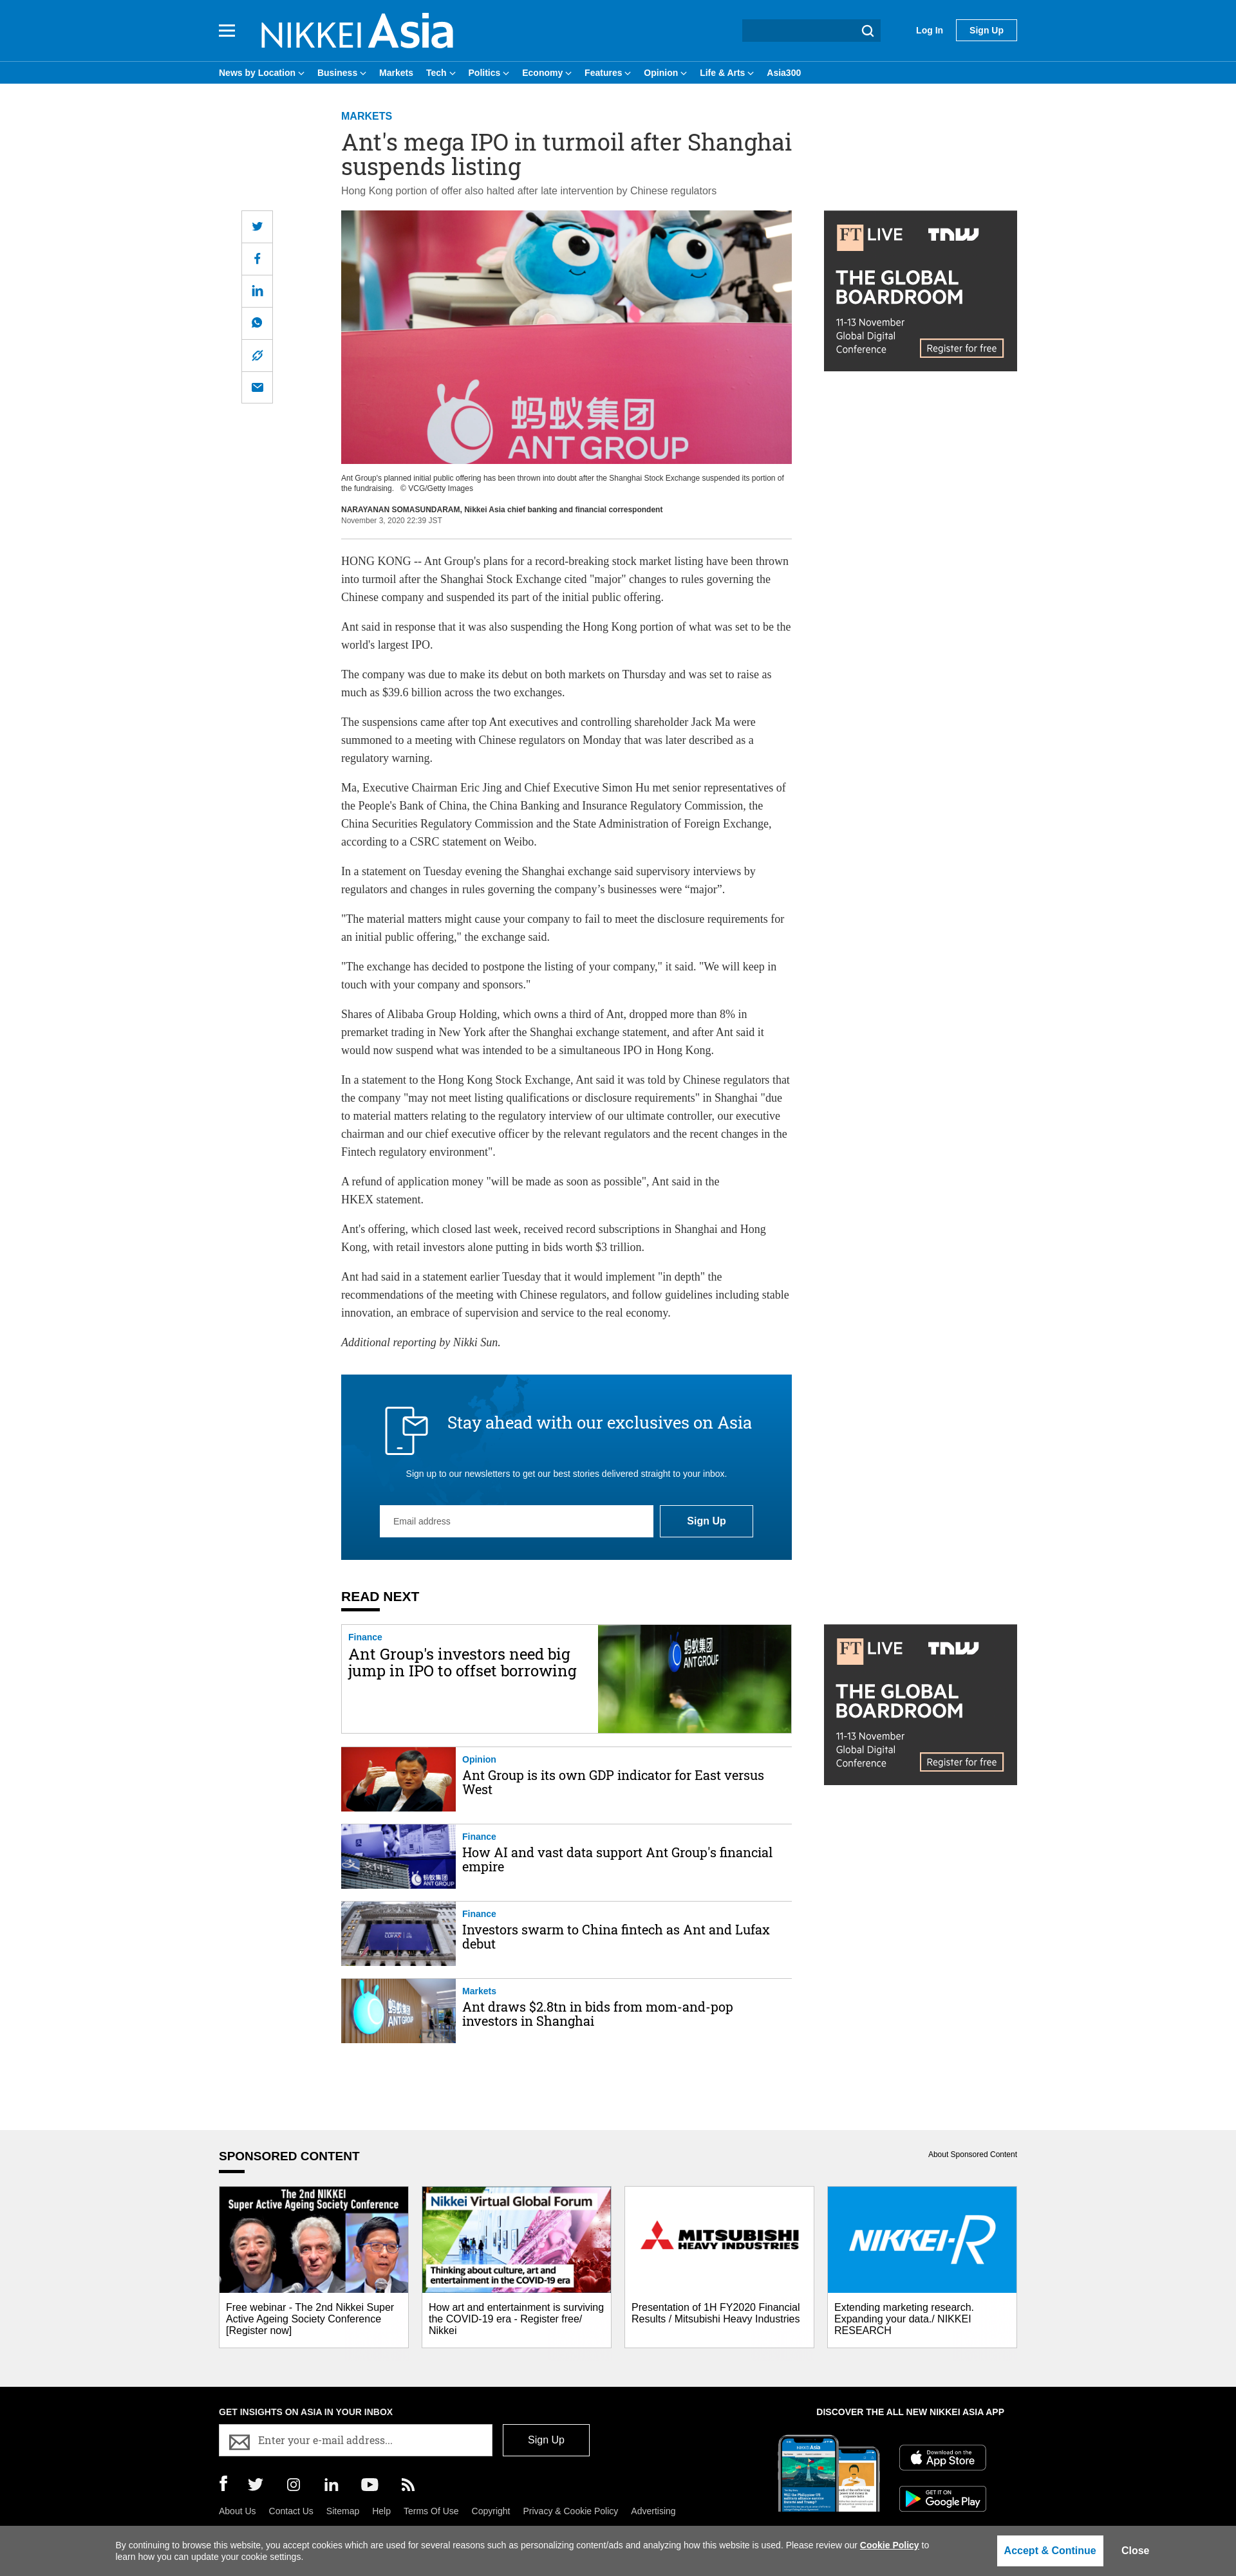 NIKKEI Asia
Log In
Sign Up
News by Location
Business
Markets
Tech
Politics
Economy
Features
Opinion
Life & Arts
Asia300
MARKETS
Ant's mega IPO in turmoil after Shanghai
suspends listing
Hong Kong portion of offer also halted after late intervention by Chinese regulators
蚂蚁集团
ANT GROUP
FT LIVE
TNW
THE GLOBAL
BOARDROOM
11-13 November
Global Digital
Conference
Register for free
Ant Group's planned initial public offering has been thrown into doubt after the Shanghai Stock Exchange suspended its portion of
the fundraising. © VCG/Getty Images
NARAYANAN SOMASUNDARAM, Nikkei Asia chief banking and financial correspondent
November 3, 2020 22:39 JST
HONG KONG -- Ant Group's plans for a record-breaking stock market listing have been thrown
into turmoil after the Shanghai Stock Exchange cited "major" changes to rules governing the
Chinese company and suspended its part of the initial public offering.
Ant said in response that it was also suspending the Hong Kong portion of what was set to be the
world's largest IPO.
The company was due to make its debut on both markets on Thursday and was set to raise as
much as $39.6 billion across the two exchanges.
The suspensions came after top Ant executives and controlling shareholder Jack Ma were
summoned to a meeting with Chinese regulators on Monday that was later described as a
regulatory warning.
Ma, Executive Chairman Eric Jing and Chief Executive Simon Hu met senior representatives of
the People's Bank of China, the China Banking and Insurance Regulatory Commission, the
China Securities Regulatory Commission and the State Administration of Foreign Exchange,
according to a CSRC statement on Weibo.
In a statement on Tuesday evening the Shanghai exchange said supervisory interviews by
regulators and changes in rules governing the company’s businesses were “major”.
"The material matters might cause your company to fail to meet the disclosure requirements for
an initial public offering," the exchange said.
"The exchange has decided to postpone the listing of your company," it said. "We will keep in
touch with your company and sponsors."
Shares of Alibaba Group Holding, which owns a third of Ant, dropped more than 8% in
premarket trading in New York after the Shanghai exchange statement, and after Ant said it
would now suspend what was intended to be a simultaneous IPO in Hong Kong.
In a statement to the Hong Kong Stock Exchange, Ant said it was told by Chinese regulators that
the company "may not meet listing qualifications or disclosure requirements" in Shanghai "due
to material matters relating to the regulatory interview of our ultimate controller, our executive
chairman and our chief executive officer by the relevant regulators and the recent changes in the
Fintech regulatory environment".
A refund of application money "will be made as soon as possible", Ant said in the
HKEX statement.
Ant's offering, which closed last week, received record subscriptions in Shanghai and Hong
Kong, with retail investors alone putting in bids worth $3 trillion.
Ant had said in a statement earlier Tuesday that it would implement "in depth" the
recommendations of the meeting with Chinese regulators, and follow guidelines including stable
innovation, an embrace of supervision and service to the real economy.
Additional reporting by Nikki Sun.
Stay ahead with our exclusives on Asia
Sign up to our newsletters to get our best stories delivered straight to your inbox.
Email address
Sign Up
READ NEXT
Finance
Ant Group's investors need big
jump in IPO to offset borrowing
蚂蚁集团
ANT GROUP
FT LIVE
TNW
THE GLOBAL
BOARDROOM
11-13 November
Global Digital
Conference
Register for free
Opinion
Ant Group is its own GDP indicator for East versus
West
Finance
How AI and vast data support Ant Group's financial
empire
蚂蚁集团
ANT GROUP
Finance
Investors swarm to China fintech as Ant and Lufax
debut
LUFAX
Markets
Ant draws $2.8tn in bids from mom-and-pop
investors in Shanghai
蚂蚁集团
ANT GROUP
SPONSORED CONTENT
About Sponsored Content
The 2nd NIKKEI
Super Active Ageing Society Conference
Free webinar - The 2nd Nikkei Super
Active Ageing Society Conference
[Register now]
Nikkei Virtual Global Forum
Thinking about culture, art and
entertainment in the COVID-19 era
How art and entertainment is surviving
the COVID-19 era - Register free/
Nikkei
MITSUBISHI
HEAVY INDUSTRIES
Presentation of 1H FY2020 Financial
Results / Mitsubishi Heavy Industries
NIKKEI-R
Extending marketing research.
Expanding your data./ NIKKEI
RESEARCH
GET INSIGHTS ON ASIA IN YOUR INBOX
Enter your e-mail address...
Sign Up
DISCOVER THE ALL NEW NIKKEI ASIA APP
Download on the
App Store
GET IT ON
Google Play
About Us
Contact Us
Sitemap
Help
Terms Of Use
Copyright
Privacy & Cookie Policy
Advertising
By continuing to browse this website, you accept cookies which are used for several reasons such as personalizing content/ads and analyzing how this website is used. Please review our Cookie Policy to
learn how you can update your cookie settings.
Accept & Continue
Close